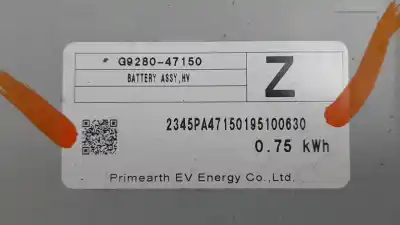 G9280-47150
BATTERY ASSY,HV
Z
2345PA47150195100630
0.75 kWh
Primearth EV Energy Co.,Ltd.